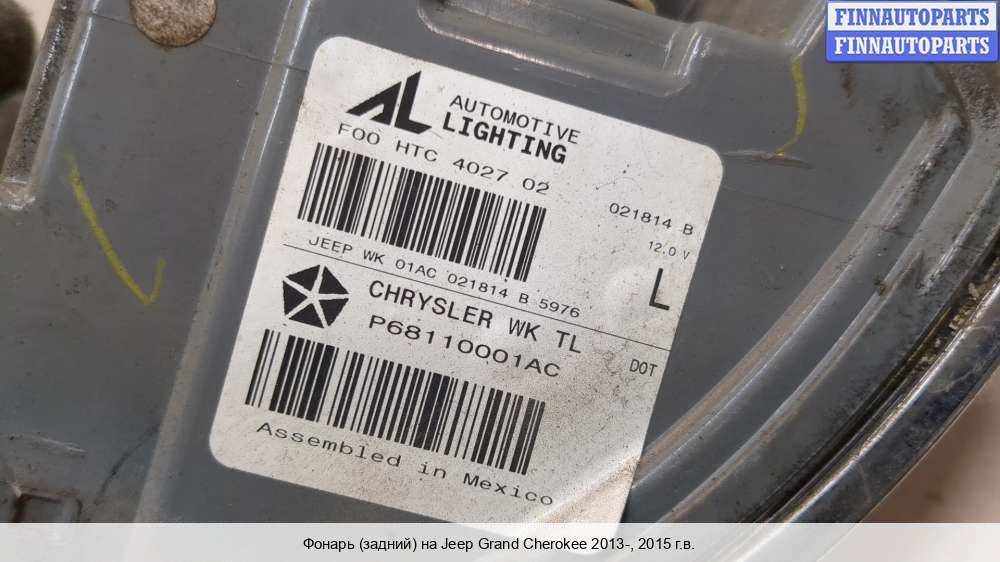 FINNAUTOPARTS
FINNAUTOPARTS
AL AUTOMOTIVE
LIGHTING
F00 HTC 4027 02
021814 B
12.0 V
JEEP WK 01AC 021814 B 5976
L
CHRYSLER WK TL
P68110001AC
DOT
Assembled in Mexico
Фонарь (задний) на Jeep Grand Cherokee 2013-, 2015 г.в.